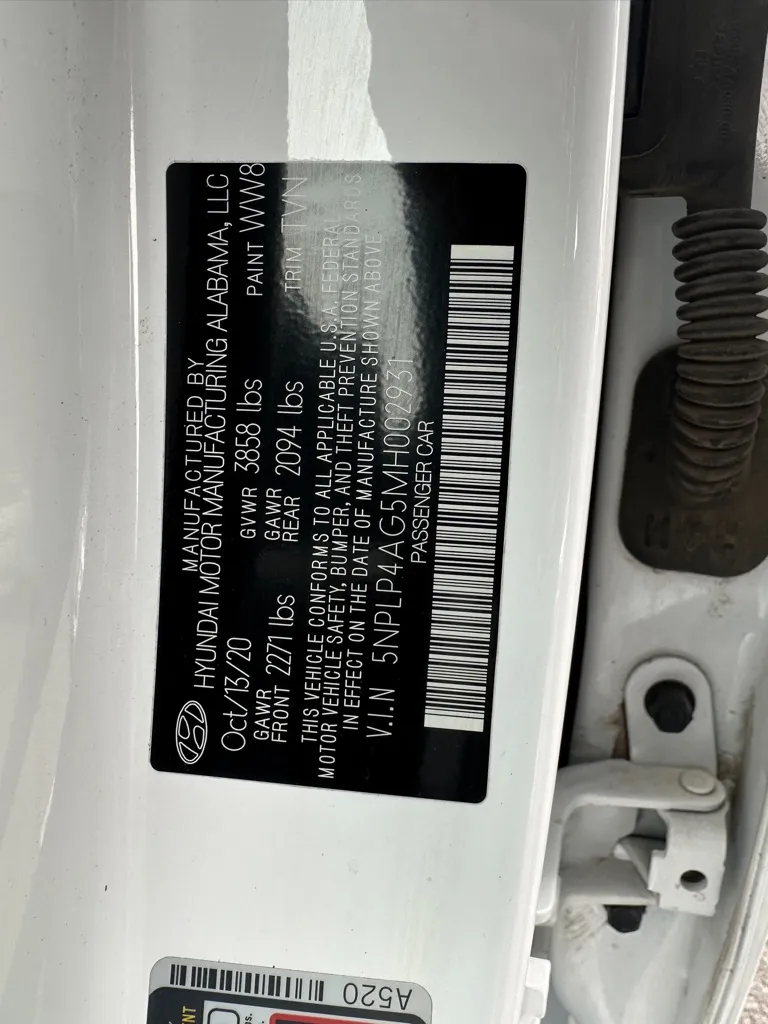 MANUFACTURED BY
HYUNDAI MOTOR MANUFACTURING ALABAMA, LLC
Oct/13/20 GVWR 3858 lbs PAINT WW8
GAWR FRONT 2271 lbs GAWR REAR 2094 lbs TRIM TVN
THIS VEHICLE CONFORMS TO ALL APPLICABLE U.S.A. FEDERAL
MOTOR VEHICLE SAFETY, BUMPER, AND THEFT PREVENTION STANDARDS
IN EFFECT ON THE DATE OF MANUFACTURE SHOWN ABOVE.
V.I.N 5NPLP4AG5MH002931
PASSENGER CAR
A520